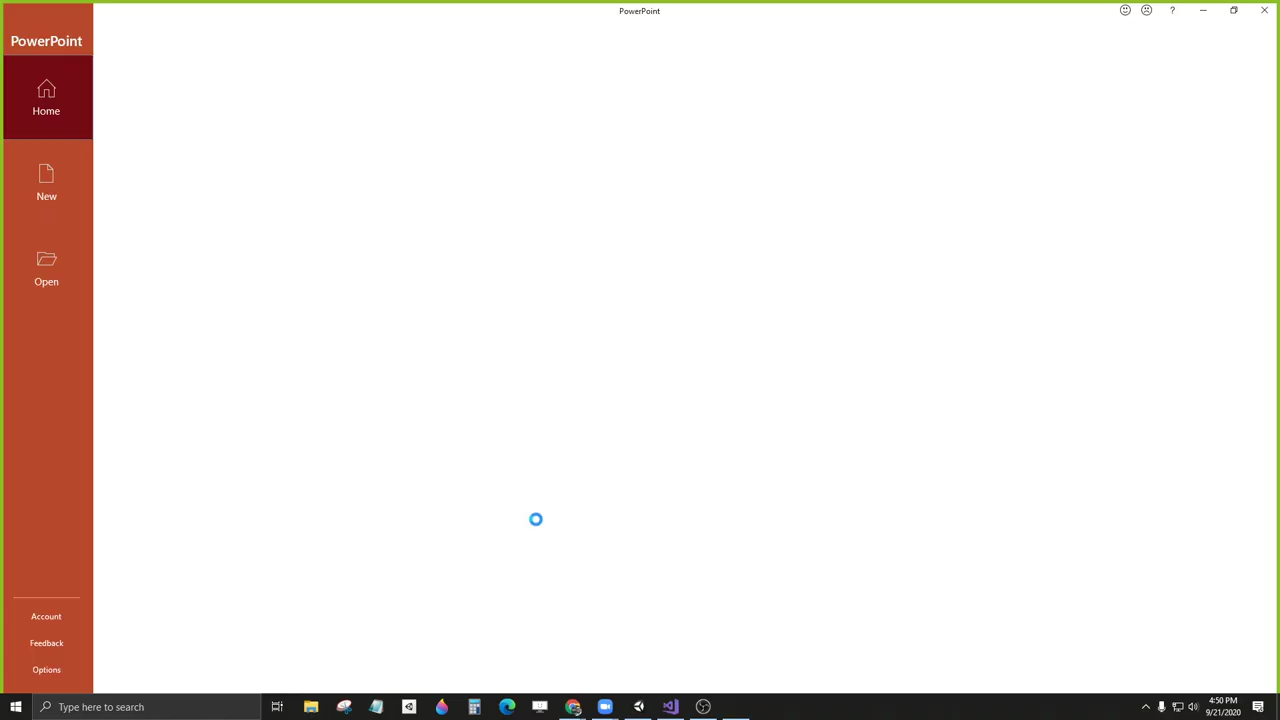 PowerPoint
PowerPoint
Home
New
Open
Account
Feedback
Options
Type here to search
4:50 PM
9/21/2020